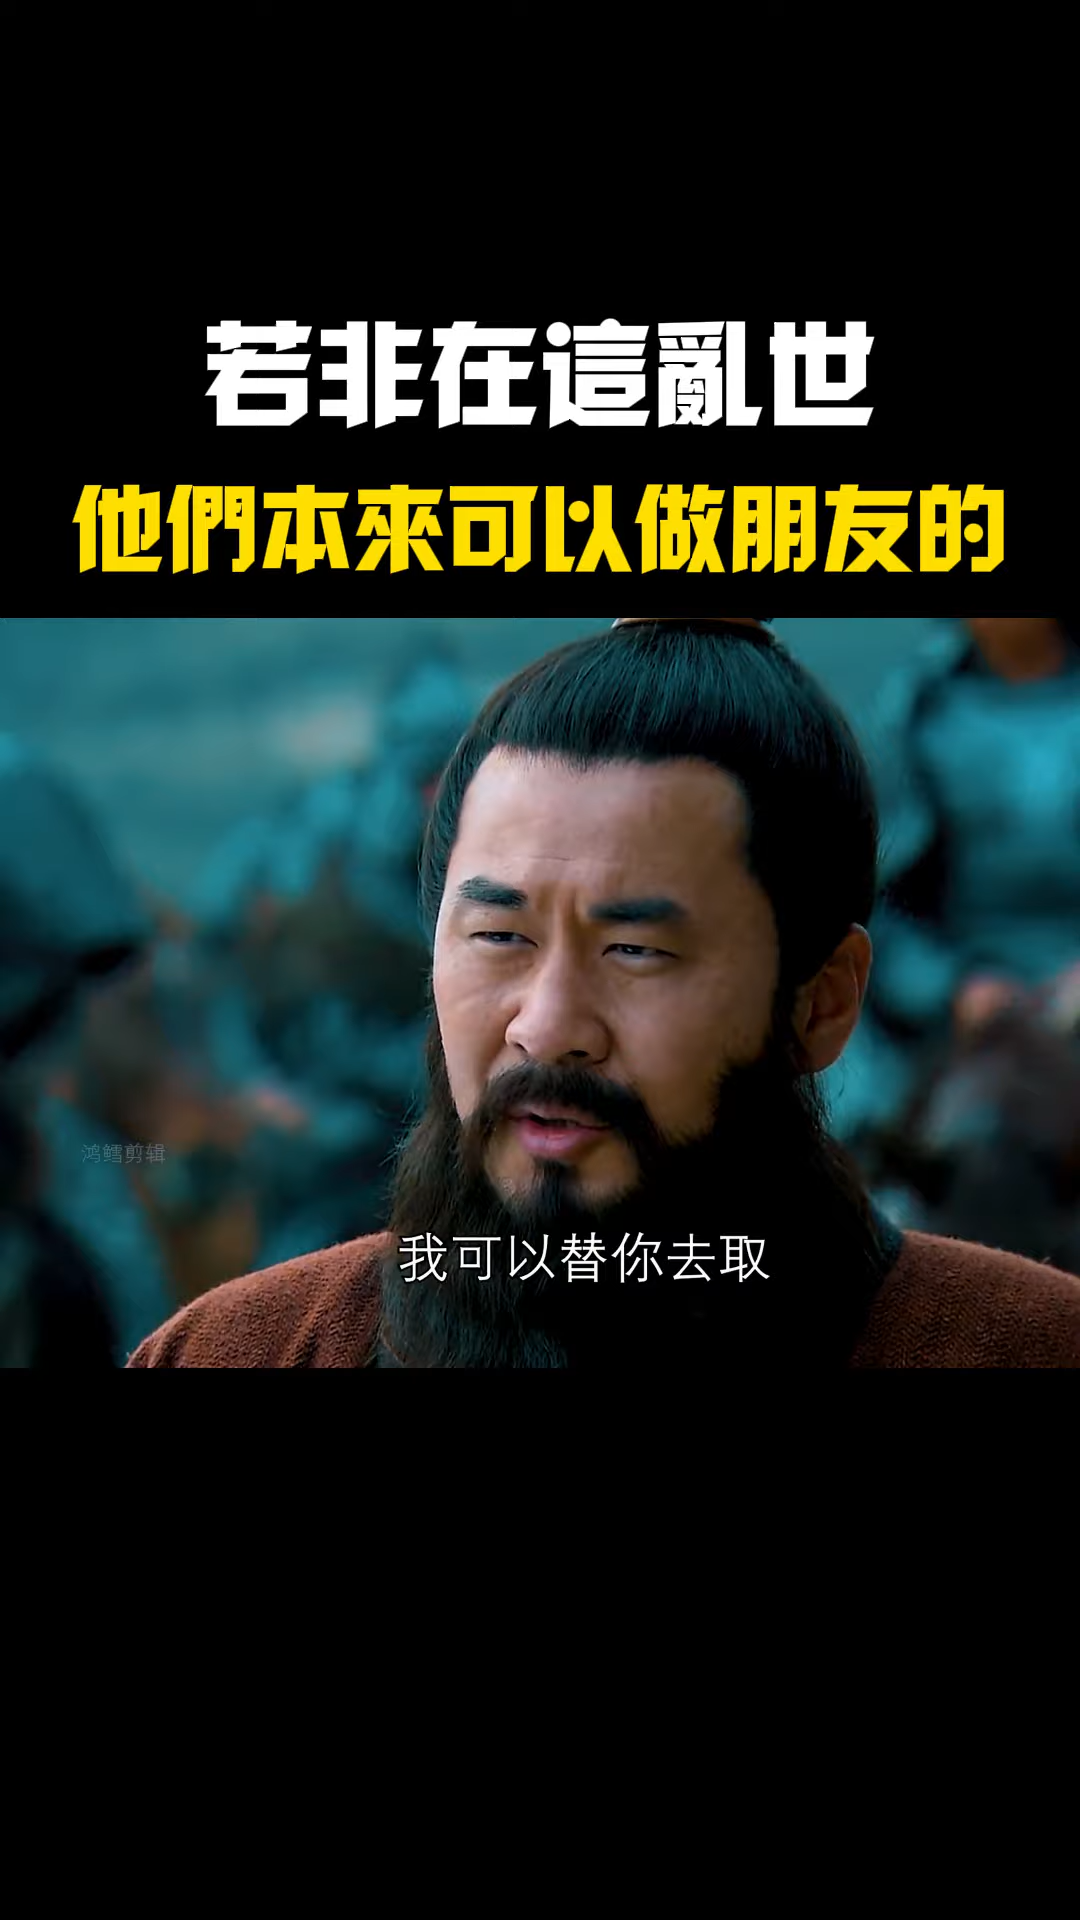 若非在這亂世
他們本來可以做朋友的
鸿鳕剪辑
我可以替你去取